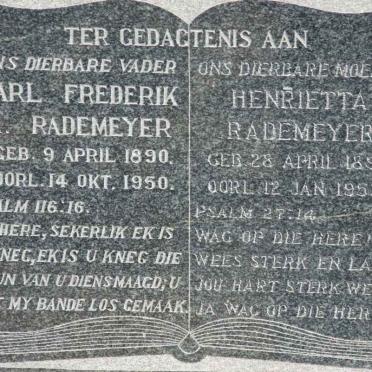 TER GEDAGTENIS AAN
DIERBARE VADER
FREDERIK
RADEMEYER
GEB. 9 APRIL 1890.
OORL. 14 OKT. 1950.
PSALM 116:16.
HERE, SEKERLIK EK IS
KNEG, EK IS U KNEG DIE
VAN U DIENSMAAGD; U
MY BANDE LOS GEMAAK.
ONS DIERBARE
HENRIETTA
RADEMEYER
GEB. 28 APRIL
OORL. 12 JAN
PSALM 27:14.
WAG OP DIE HERE
WEES STERK EN
JOU HART STERK
JA WAG OP DIE